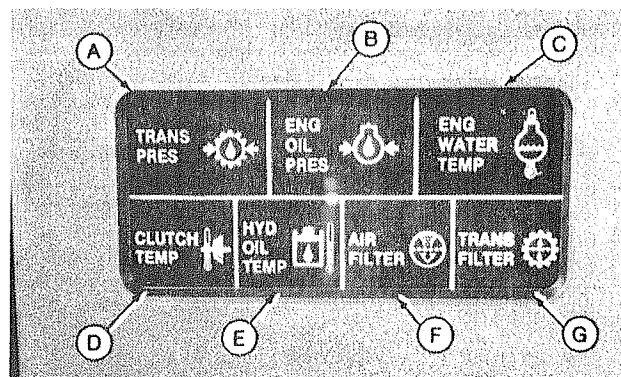 A
B
C
TRANS
PRES
ENG
OIL
PRES
ENG
WATER
TEMP
CLUTCH
TEMP
HYD
OIL
TEMP
AIR
FILTER
TRANS
FILTER
D
E
F
G